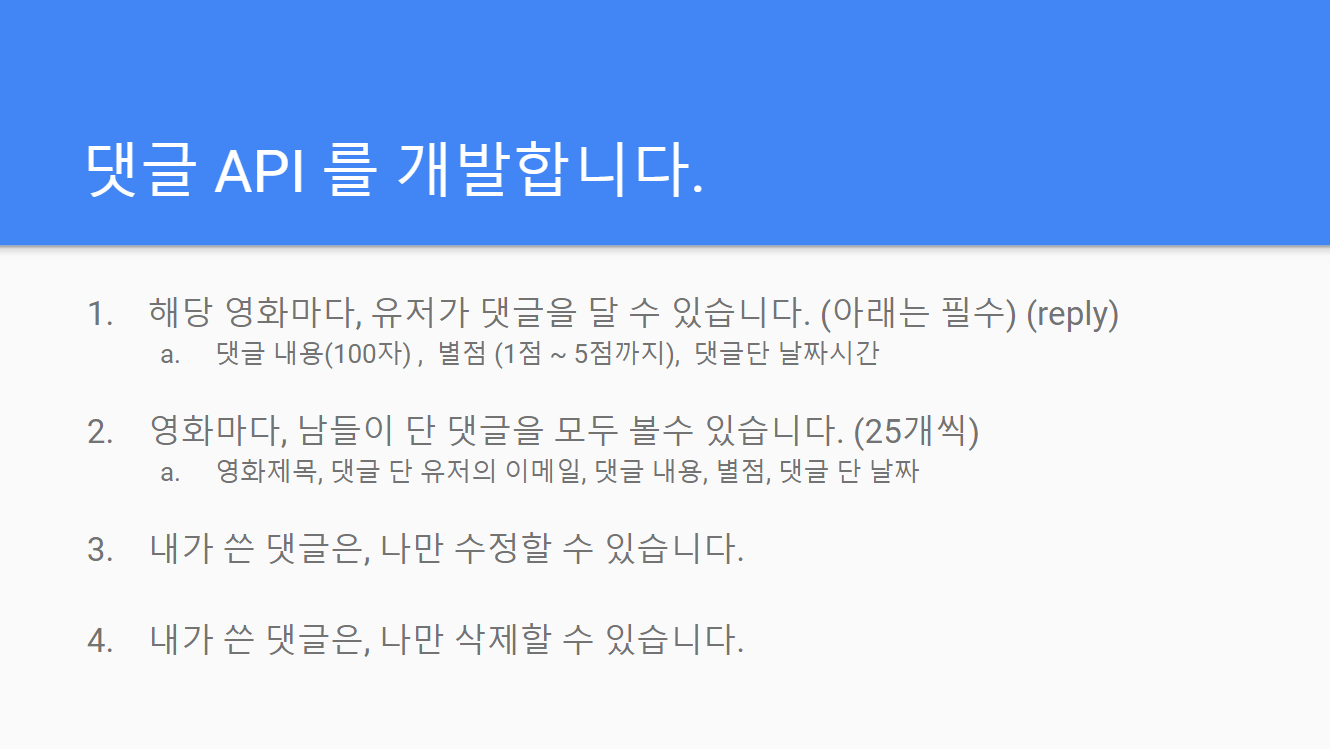 댓글 API 를 개발합니다.
1. 해당 영화마다, 유저가 댓글을 달 수 있습니다. (아래는 필수) (reply)
a. 댓글 내용(100자) , 별점 (1점 ~ 5점까지), 댓글단 날짜시간
2. 영화마다, 남들이 단 댓글을 모두 볼수 있습니다. (25개씩)
a. 영화제목, 댓글 단 유저의 이메일, 댓글 내용, 별점, 댓글 단 날짜
3. 내가 쓴 댓글은, 나만 수정할 수 있습니다.
4. 내가 쓴 댓글은, 나만 삭제할 수 있습니다.